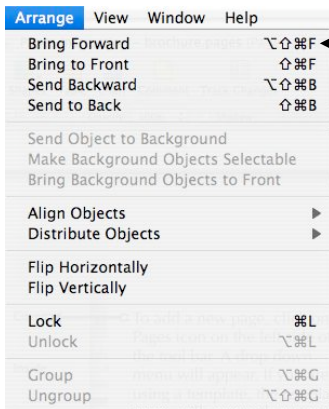 Arrange View Window Help
Bring Forward ⌥⇧⌘F
Bring to Front ⇧⌘F
Send Backward ⌥⇧⌘B
Send to Back ⇧⌘B
Send Object to Background
Make Background Objects Selectable
Bring Background Objects to Front
Align Objects ▶
Distribute Objects ▶
Flip Horizontally
Flip Vertically
Lock ⌘L
Unlock ⌥⌘L
Group ⌥⌘G
Ungroup ⌥⇧⌘G